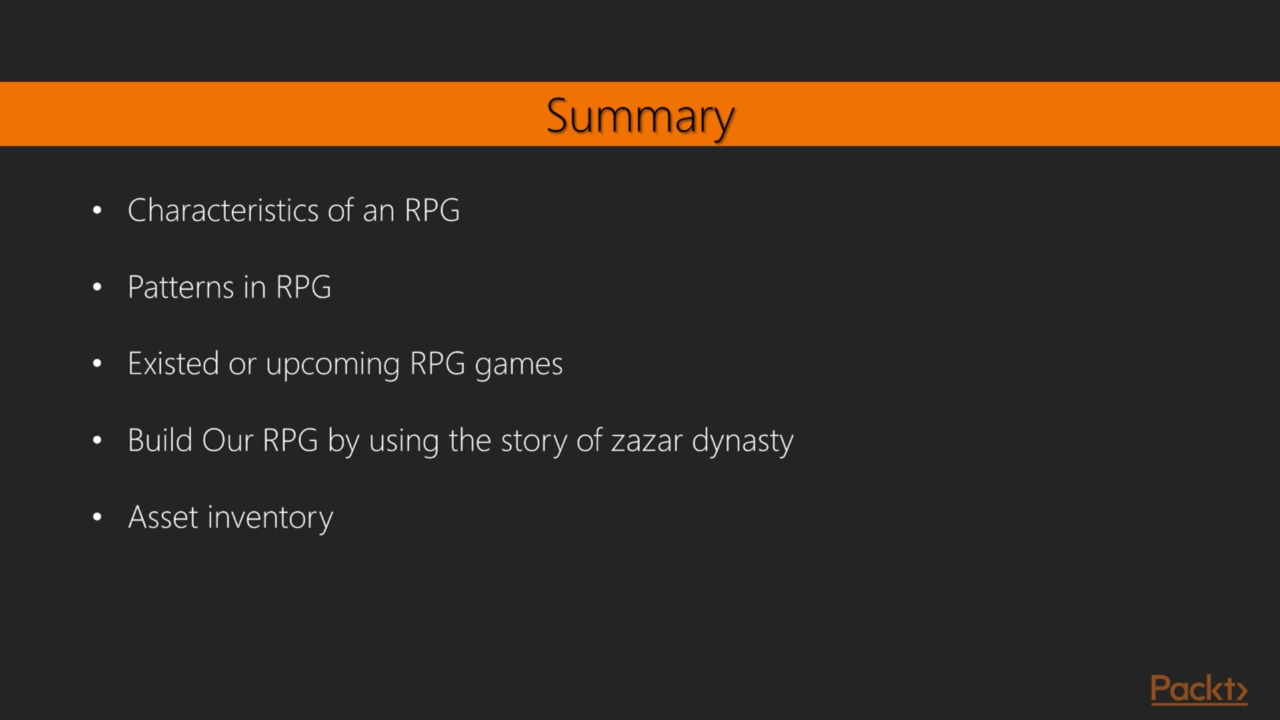 Summary
• Characteristics of an RPG
• Patterns in RPG
• Existed or upcoming RPG games
• Build Our RPG by using the story of zazar dynasty
• Asset inventory
Packt>